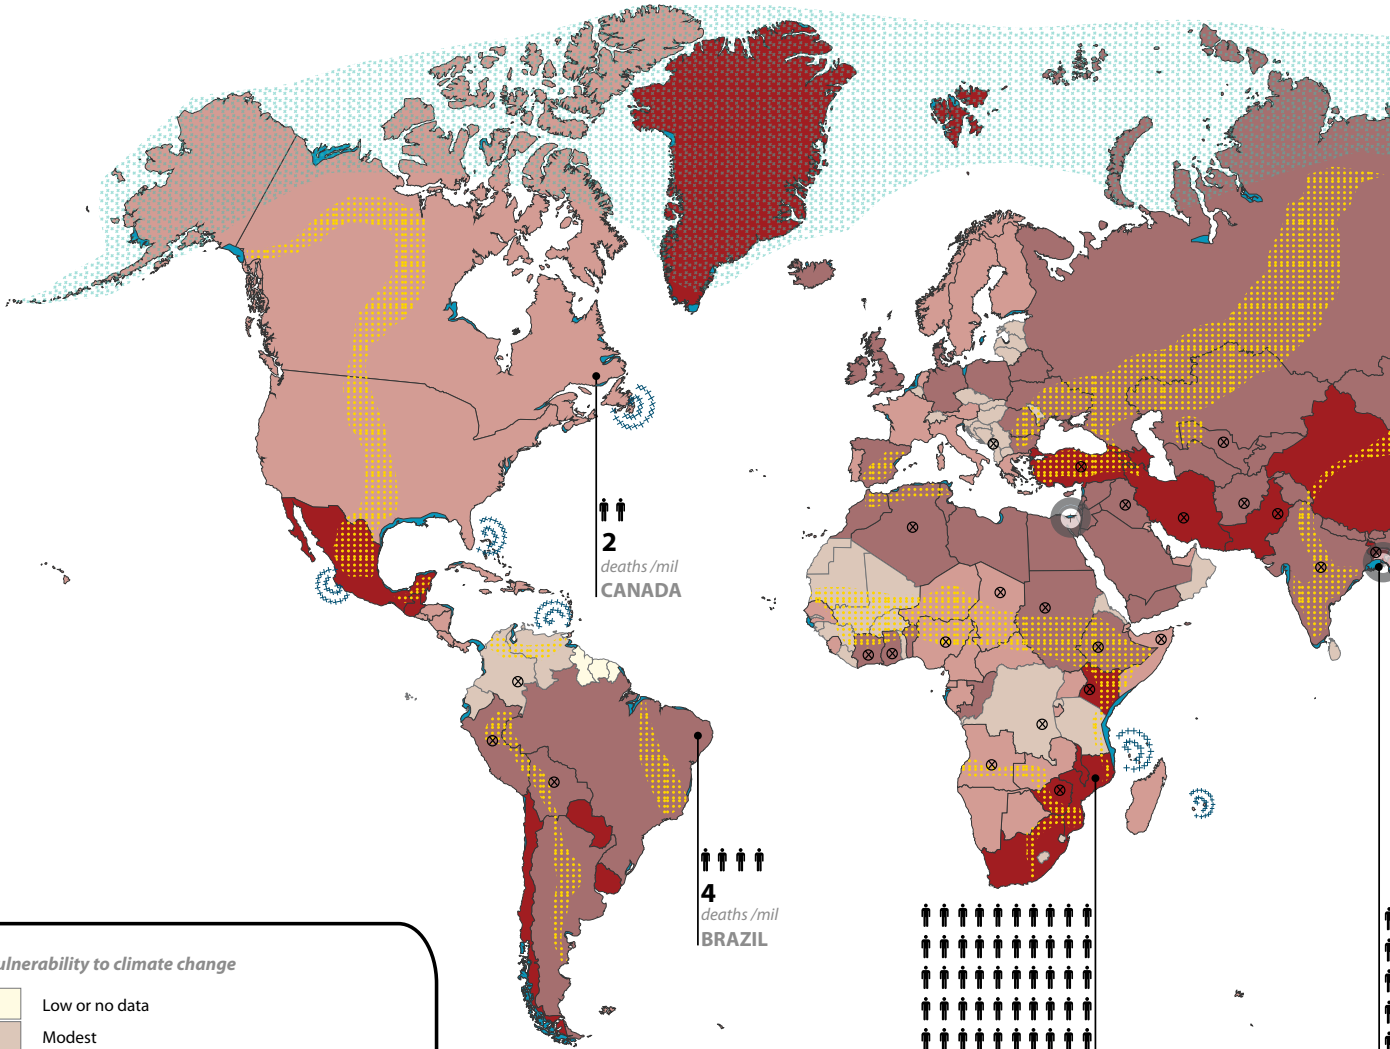 2
deaths /mil
CANADA
4
deaths /mil
BRAZIL
ulnerability to climate change
Low or no data
Modest